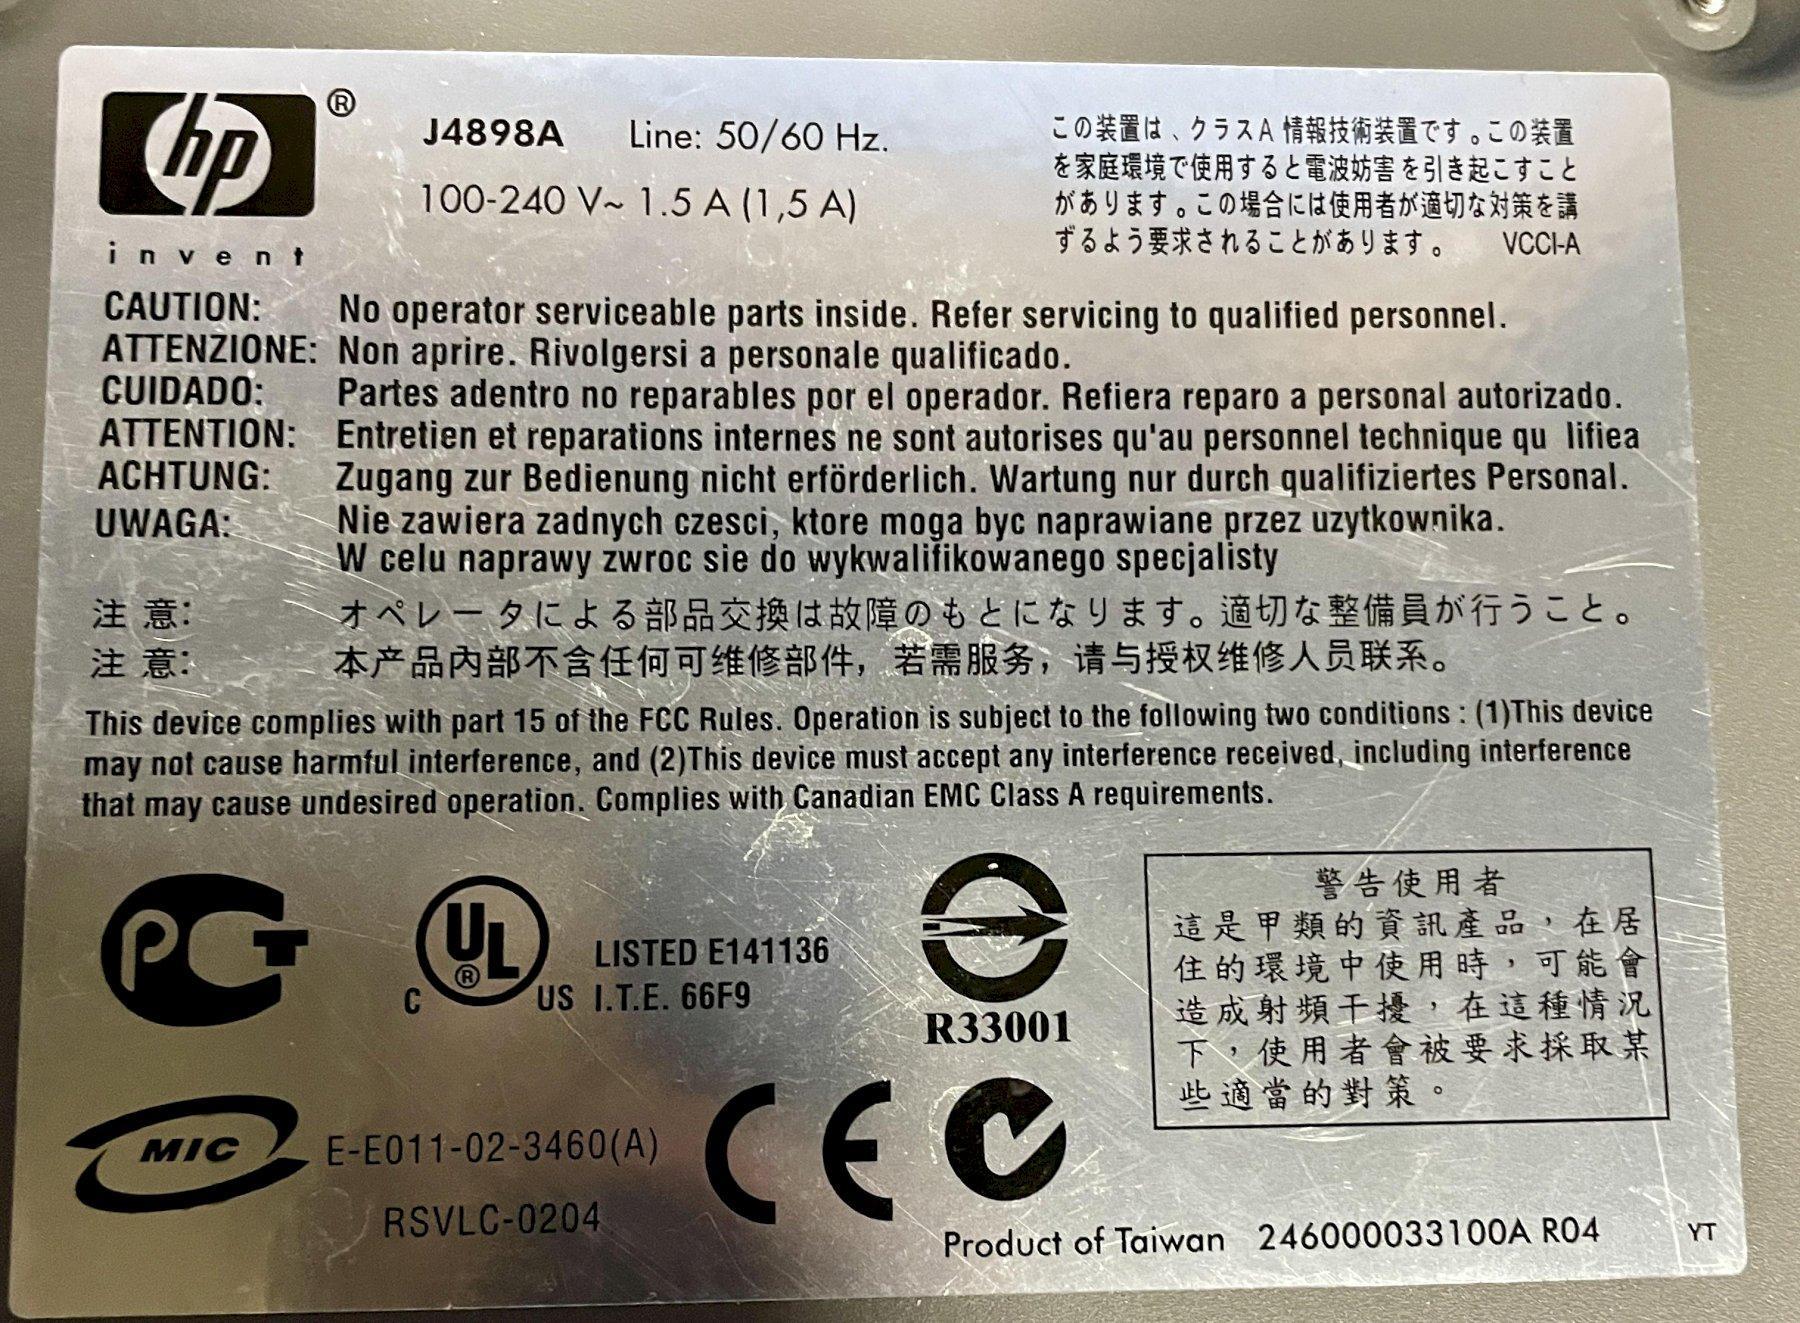 hp ®
invent
J4898A Line: 50/60 Hz.
100-240 V~ 1.5 A (1,5 A)
この装置は、クラスA 情報技術装置です。この装置
を家庭環境で使用すると電波妨害を引き起こすこと
があります。この場合には使用者が適切な対策を講
ずるよう要求されることがあります。 VCCI-A
CAUTION: No operator serviceable parts inside. Refer servicing to qualified personnel.
ATTENZIONE: Non aprire. Rivolgersi a personale qualificado.
CUIDADO: Partes adentro no reparables por el operador. Refiera reparo a personal autorizado.
ATTENTION: Entretien et reparations internes ne sont autorises qu'au personnel technique qu lifiea
ACHTUNG: Zugang zur Bedienung nicht erförderlich. Wartung nur durch qualifiziertes Personal.
UWAGA: Nie zawiera zadnych czesci, ktore moga byc naprawiane przez uzytkownika.
W celu naprawy zwroc sie do wykwalifikowanego specjalisty
注 意: オペレータによる部品交換は故障のもとになります。適切な整備員が行うこと。
注 意: 本产品内部不含任何可维修部件，若需服务，请与授权维修人员联系。
This device complies with part 15 of the FCC Rules. Operation is subject to the following two conditions : (1)This device
may not cause harmful interference, and (2)This device must accept any interference received, including interference
that may cause undesired operation. Complies with Canadian EMC Class A requirements.
PCT
C UL ® US
LISTED E141136
I.T.E. 66F9
R33001
警告使用者
這是甲類的資訊產品，在居
住的環境中使用時，可能會
造成射頻干擾，在這種情況
下，使用者會被要求採取某
些適當的對策。
MIC E-E011-02-3460(A)
RSVLC-0204
CE
Product of Taiwan 246000033100A R04 YT